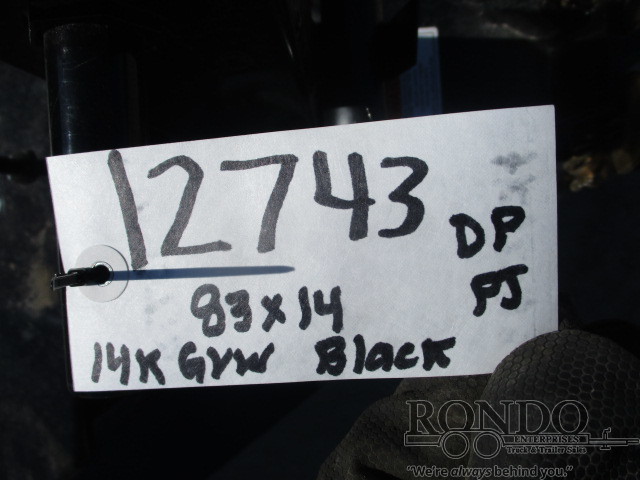 12743
DP
PJ
83x14
14K GVW Black
RONDO
ENTERPRISES
Truck & Trailer Sales
"We're always behind you."